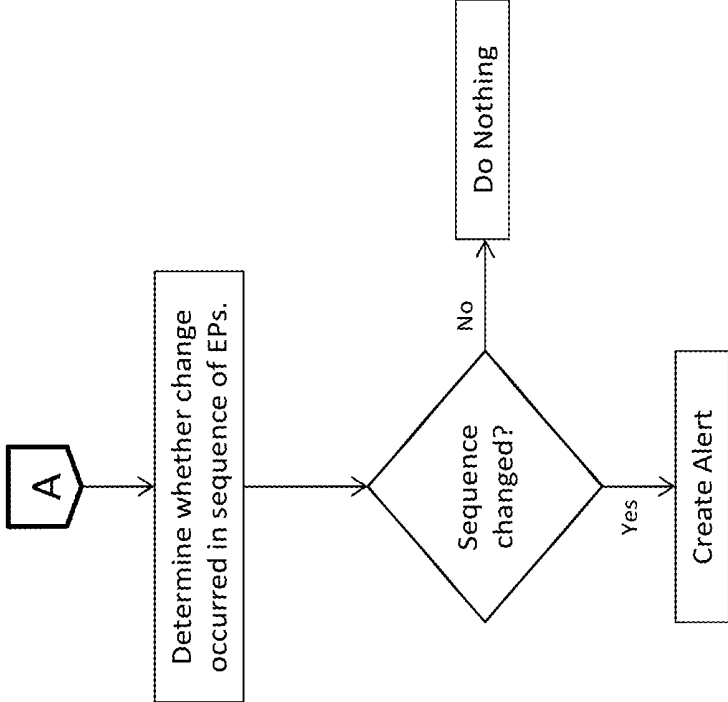 A
Determine whether change
occurred in sequence of EPs.
Sequence
changed?
No
Do Nothing
Yes
Create Alert